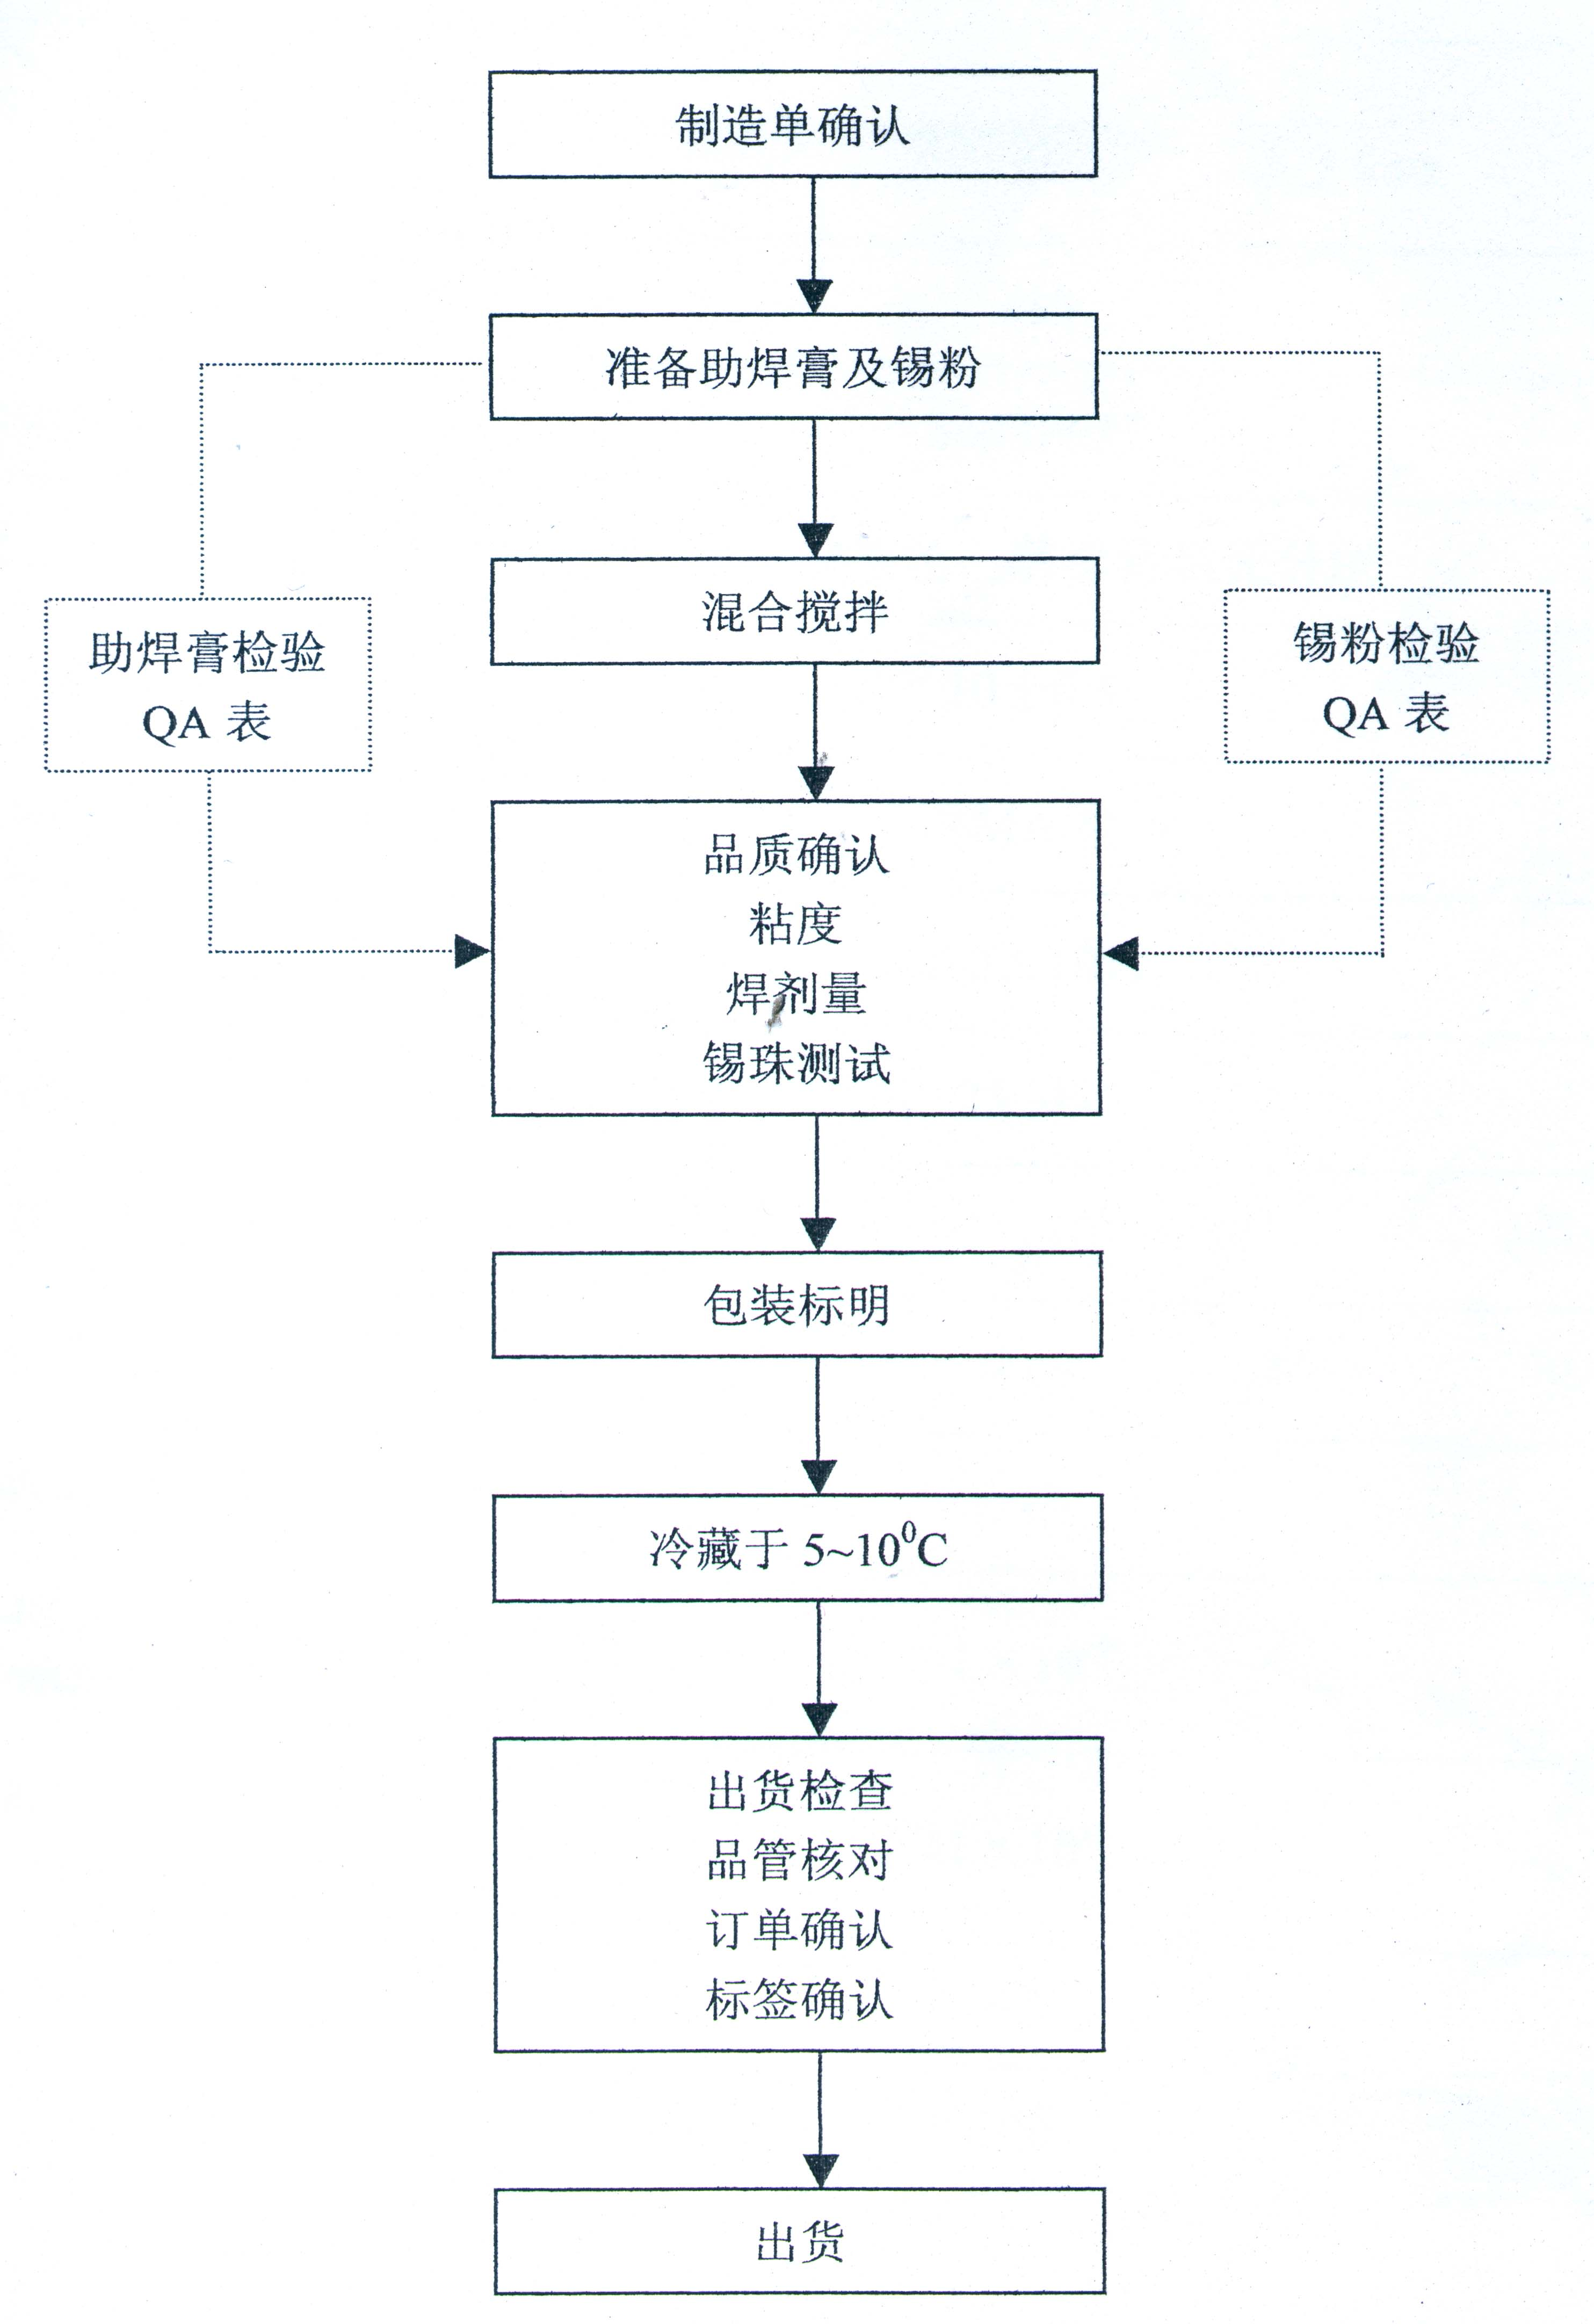 制造单确认
准备助焊膏及锡粉
混合搅拌
助焊膏检验
QA 表
锡粉检验
QA 表
品质确认
粘度
焊剂量
锡珠测试
包装标明
冷藏于 5~10⁰C
出货检查
品管核对
订单确认
标签确认
出货